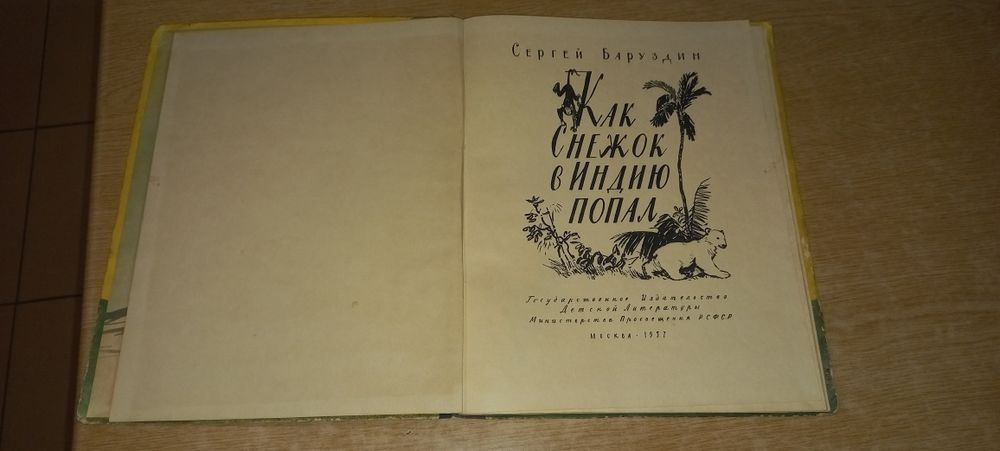 Сергей Баруздин
Как
Снежок
в Индию
попал
Государственное Издательство
Детской Литературы
Министерства Просвещения РСФСР
Москва · 1957